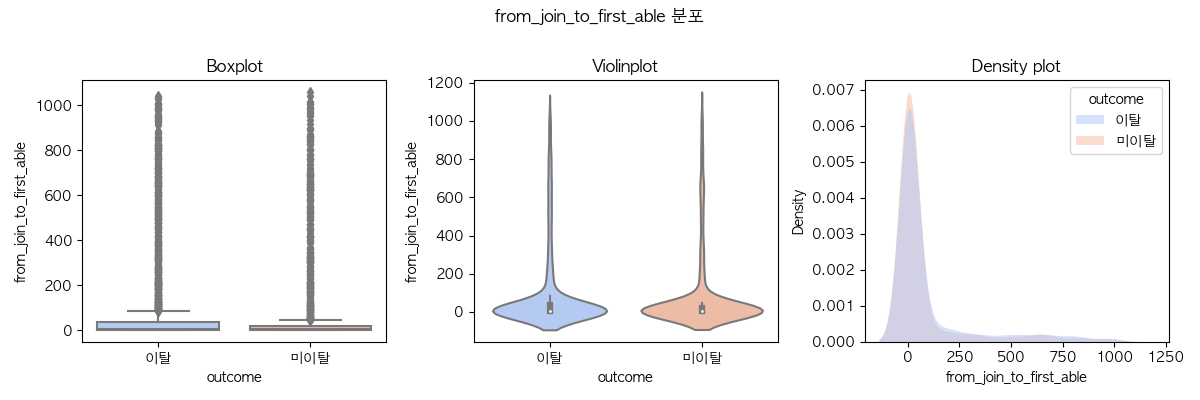 from_join_to_first_able 분포
Boxplot
1000
800
600
400
200
0
from_join_to_first_able
이탈
미이탈
outcome
Violinplot
1200
1000
800
600
400
200
0
from_join_to_first_able
이탈
미이탈
outcome
Density plot
0.007
0.006
0.005
0.004
0.003
0.002
0.001
0.000
Density
outcome
이탈
미이탈
0
250
500
750
1000
1250
from_join_to_first_able